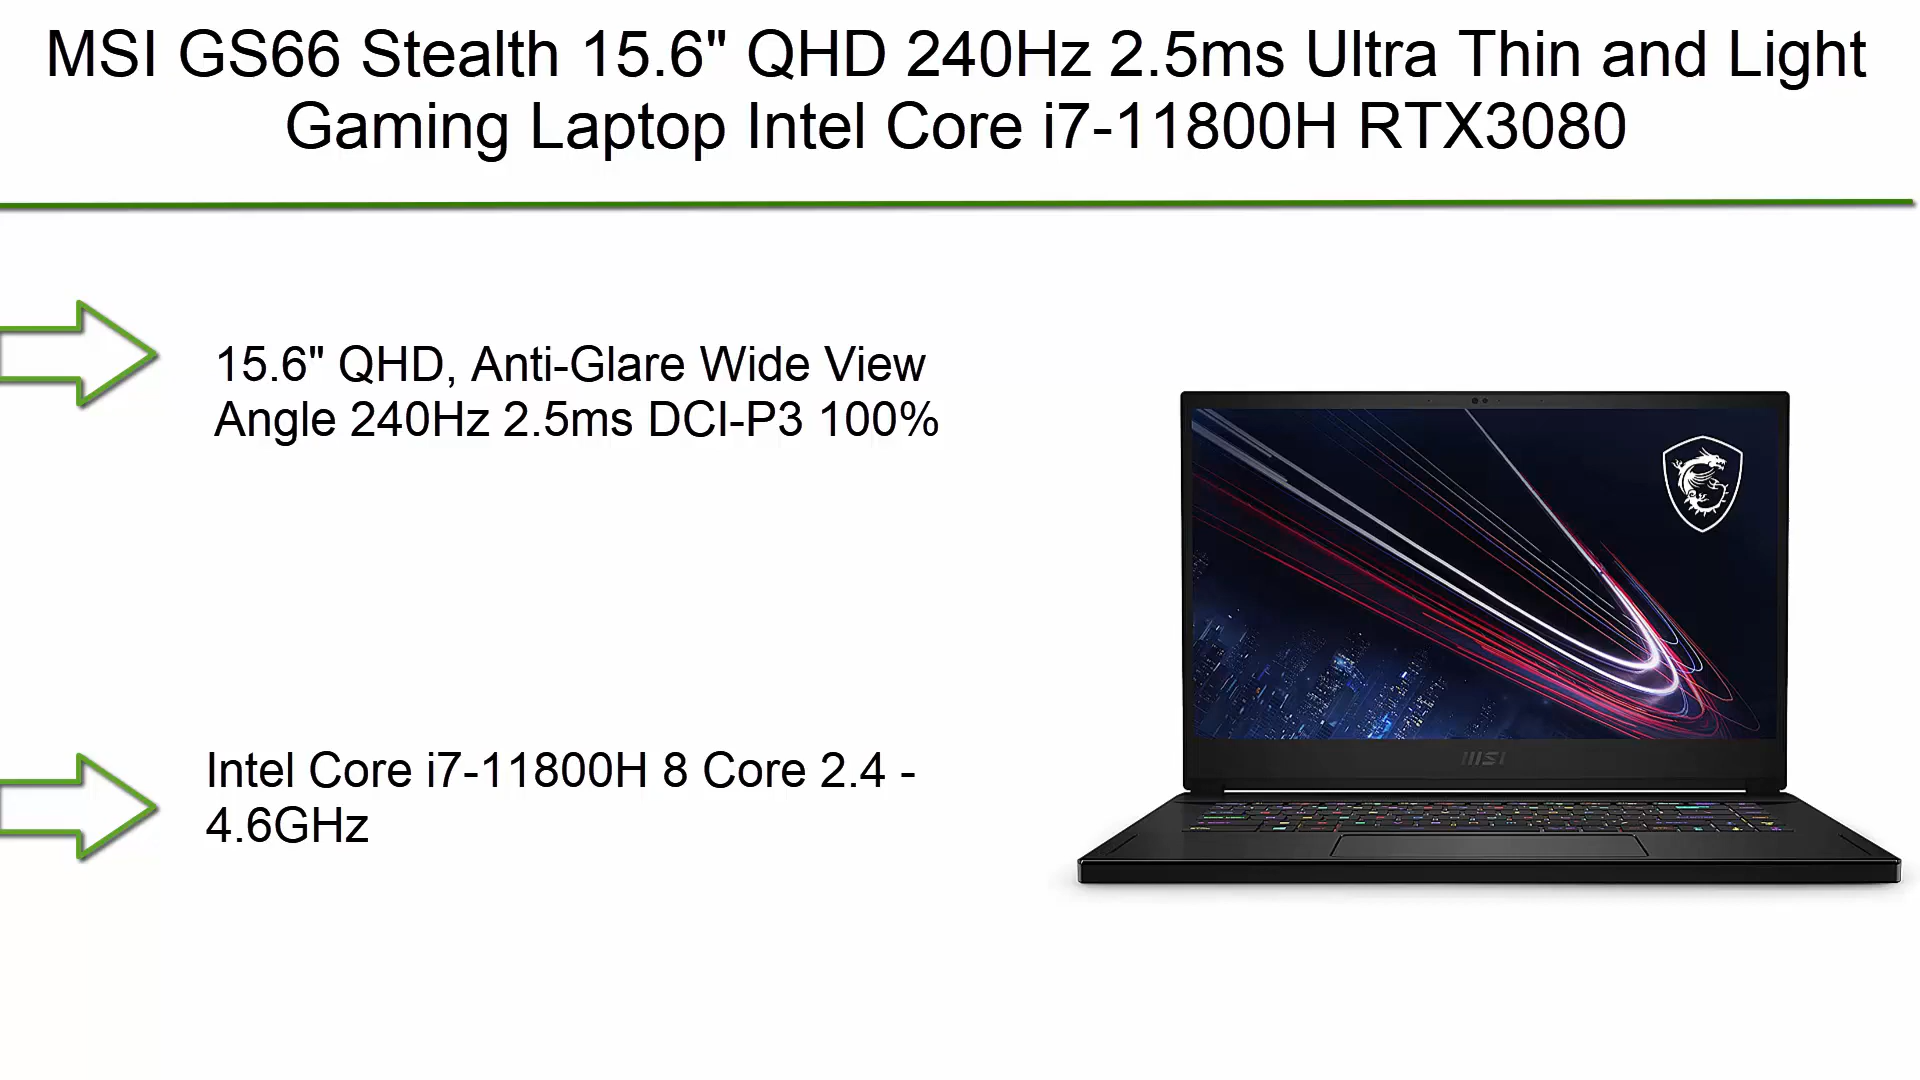 MSI GS66 Stealth 15.6" QHD 240Hz 2.5ms Ultra Thin and Light
Gaming Laptop Intel Core i7-11800H RTX3080
15.6" QHD, Anti-Glare Wide View
Angle 240Hz 2.5ms DCI-P3 100%
Intel Core i7-11800H 8 Core 2.4 -
4.6GHz
MSI